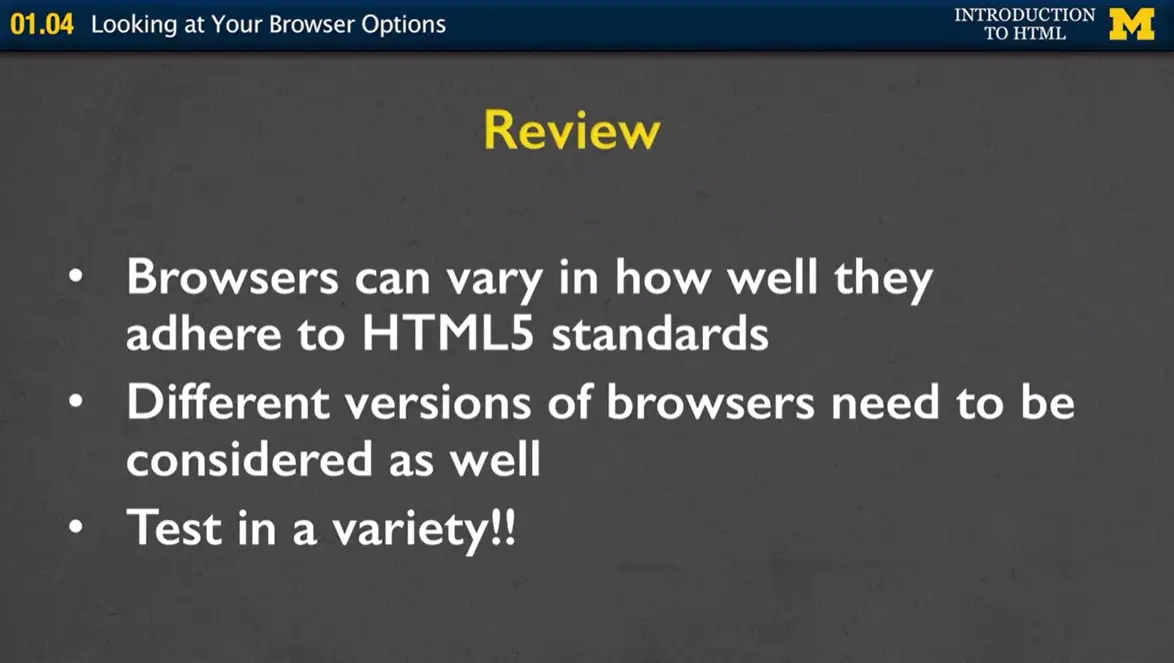 01.04 Looking at Your Browser Options
INTRODUCTION
TO HTML
M
Review
• Browsers can vary in how well they
adhere to HTML5 standards
• Different versions of browsers need to be
considered as well
• Test in a variety!!